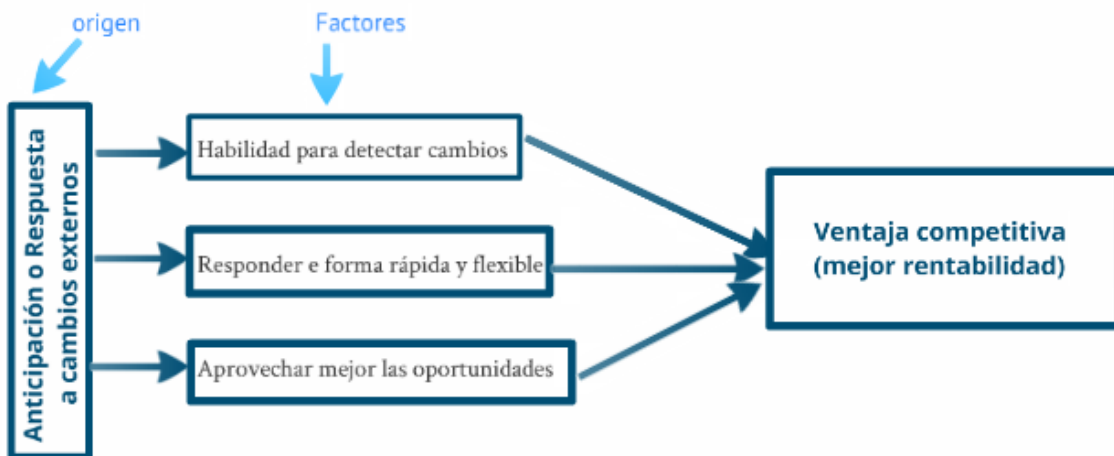 origen
Factores
Anticipación o Respuesta
a cambios externos
Habilidad para detectar cambios
Responder e forma rápida y flexible
Aprovechar mejor las oportunidades
Ventaja competitiva
(mejor rentabilidad)